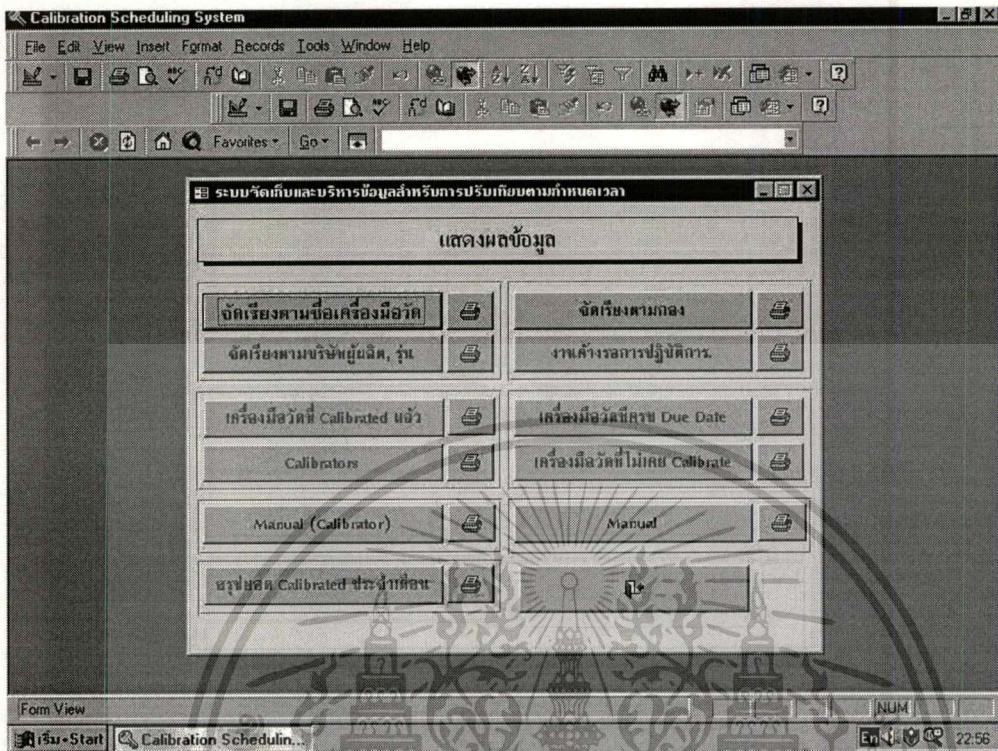 Calibration Scheduling System
File Edit View Insert Format Records Tools Window Help
Favorites Go
ระบบจัดเก็บและบริหารข้อมูลสำหรับการปรับเทียบตามกำหนดเวลา
แสดงผลข้อมูล
จัดเรียงตามชื่อเครื่องมือวัด
จัดเรียงตามกอง
จัดเรียงตามบริษัทผู้ผลิต, รุ่น
งานค้างรอการปฏิบัติการ.
เครื่องมือวัดที่ Calibrated แล้ว
เครื่องมือวัดที่ครบ Due Date
Calibrators
เครื่องมือวัดที่ไม่เคย Calibrate
Manual (Calibrator)
Manual
สรุปยอด Calibrated ประจำเดือน
Form View NUM
เริ่ม-Start Calibration Schedulin... En 22:56